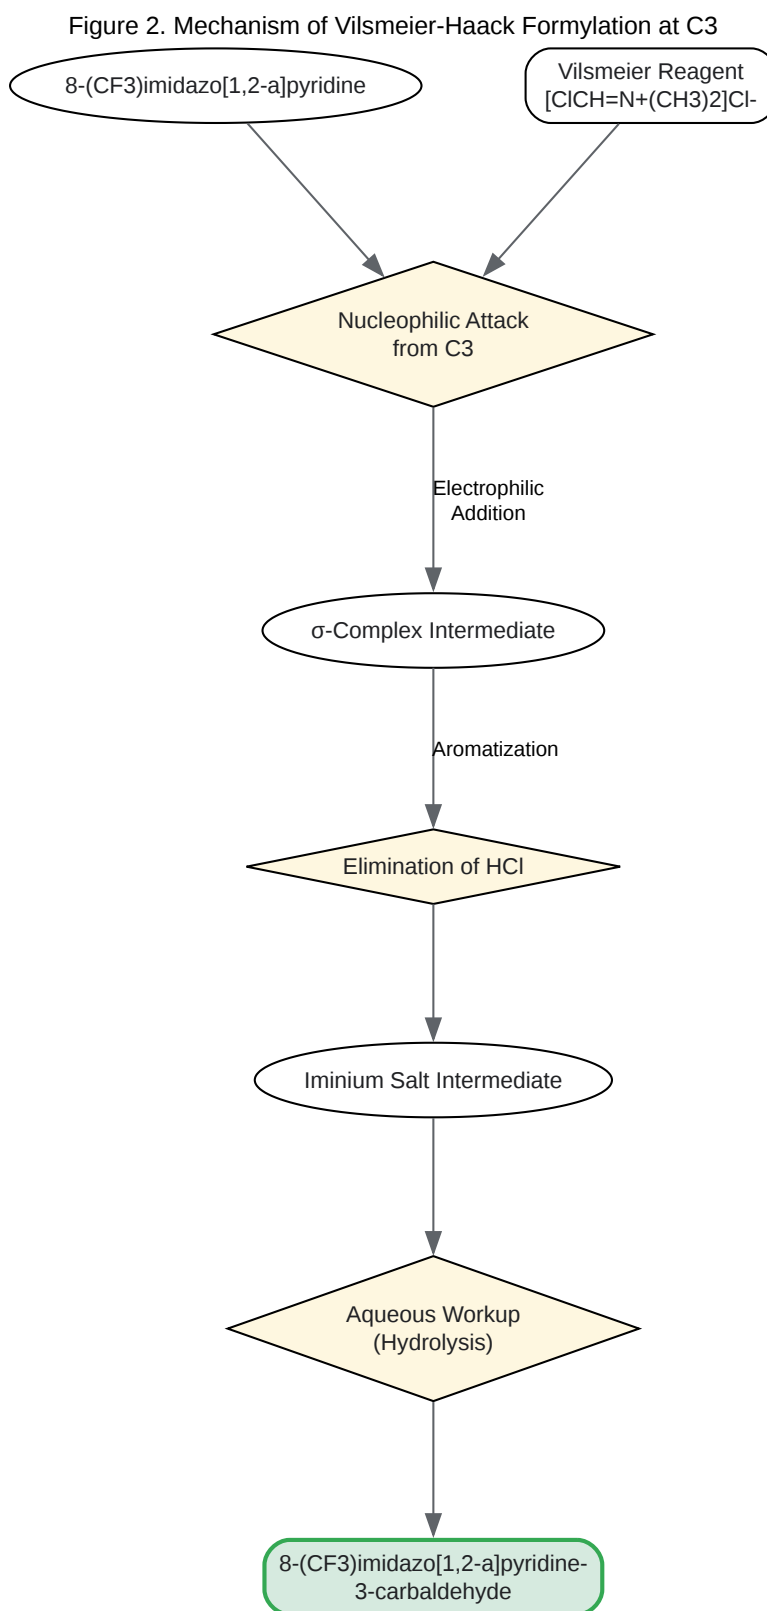 Figure 2. Mechanism of Vilsmeier-Haack Formylation at C3
8-(CF3)imidazo[1,2-a]pyridine
Vilsmeier Reagent
[ClCH=N+(CH3)2]Cl-
Nucleophilic Attack
from C3
Electrophilic
Addition
σ-Complex Intermediate
Aromatization
Elimination of HCl
Iminium Salt Intermediate
Aqueous Workup
(Hydrolysis)
8-(CF3)imidazo[1,2-a]pyridine-
3-carbaldehyde